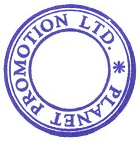 PLANET PROMOTION LTD. *